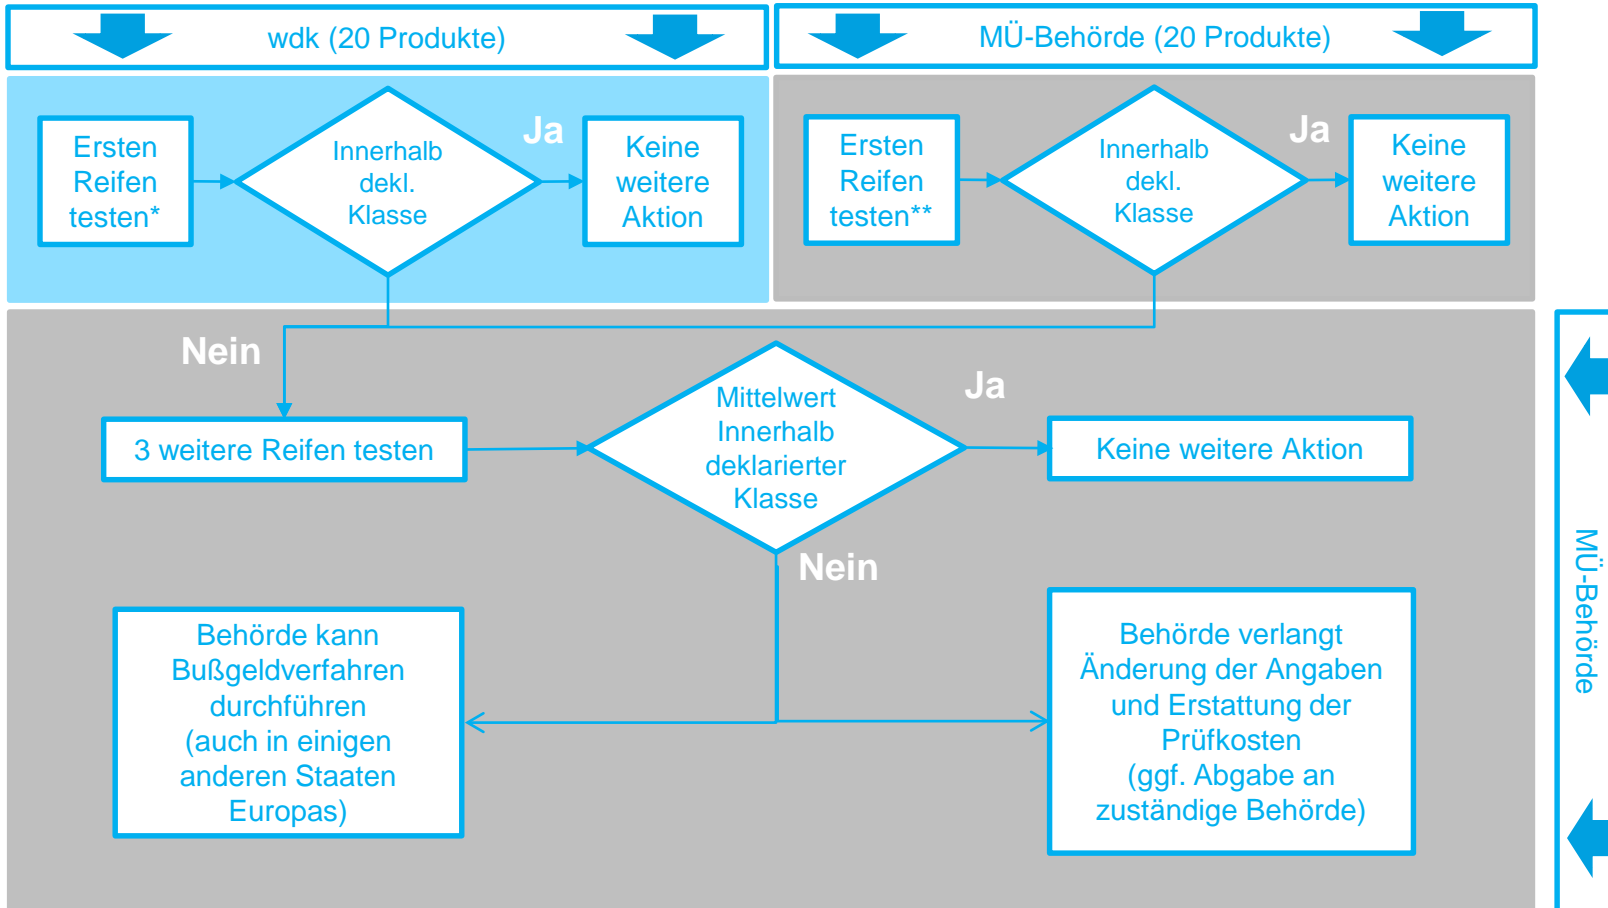 wdk (20 Produkte)
MÜ-Behörde (20 Produkte)
Ersten
Reifen
testen*
Innerhalb
dekl.
Klasse
Ja
Keine
weitere
Aktion
Ersten
Reifen
testen**
Innerhalb
dekl.
Klasse
Ja
Keine
weitere
Aktion
Nein
3 weitere Reifen testen
Mittelwert
Innerhalb
deklarierter
Klasse
Ja
Keine weitere Aktion
Nein
Behörde kann
Bußgeldverfahren
durchführen
(auch in einigen
anderen Staaten
Europas)
Behörde verlangt
Änderung der Angaben
und Erstattung der
Prüfkosten
(ggf. Abgabe an
zuständige Behörde)
MÜ-Behörde